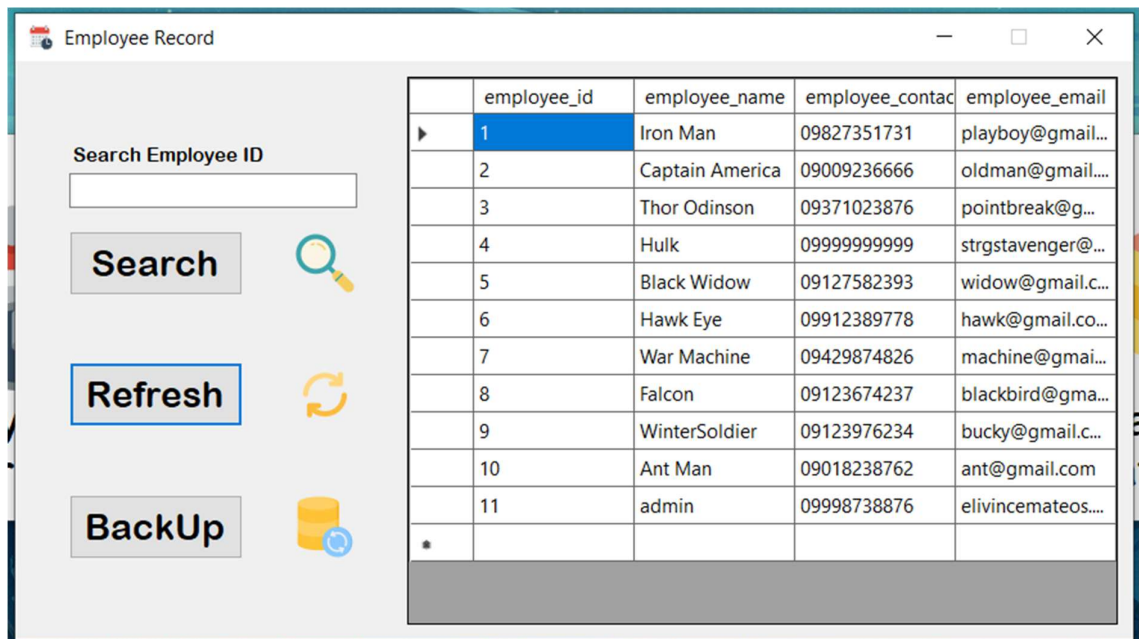 Employee Record
Search Employee ID
Search
Refresh
BackUp
employee_id employee_name employee_contac employee_email
1 Iron Man 09827351731 playboy@gmail...
2 Captain America 09009236666 oldman@gmail....
3 Thor Odinson 09371023876 pointbreak@g...
4 Hulk 09999999999 strgstavenger@...
5 Black Widow 09127582393 widow@gmail.c...
6 Hawk Eye 09912389778 hawk@gmail.co...
7 War Machine 09429874826 machine@gmai...
8 Falcon 09123674237 blackbird@gma...
9 WinterSoldier 09123976234 bucky@gmail.c...
10 Ant Man 09018238762 ant@gmail.com
11 admin 09998738876 elivincemateos....